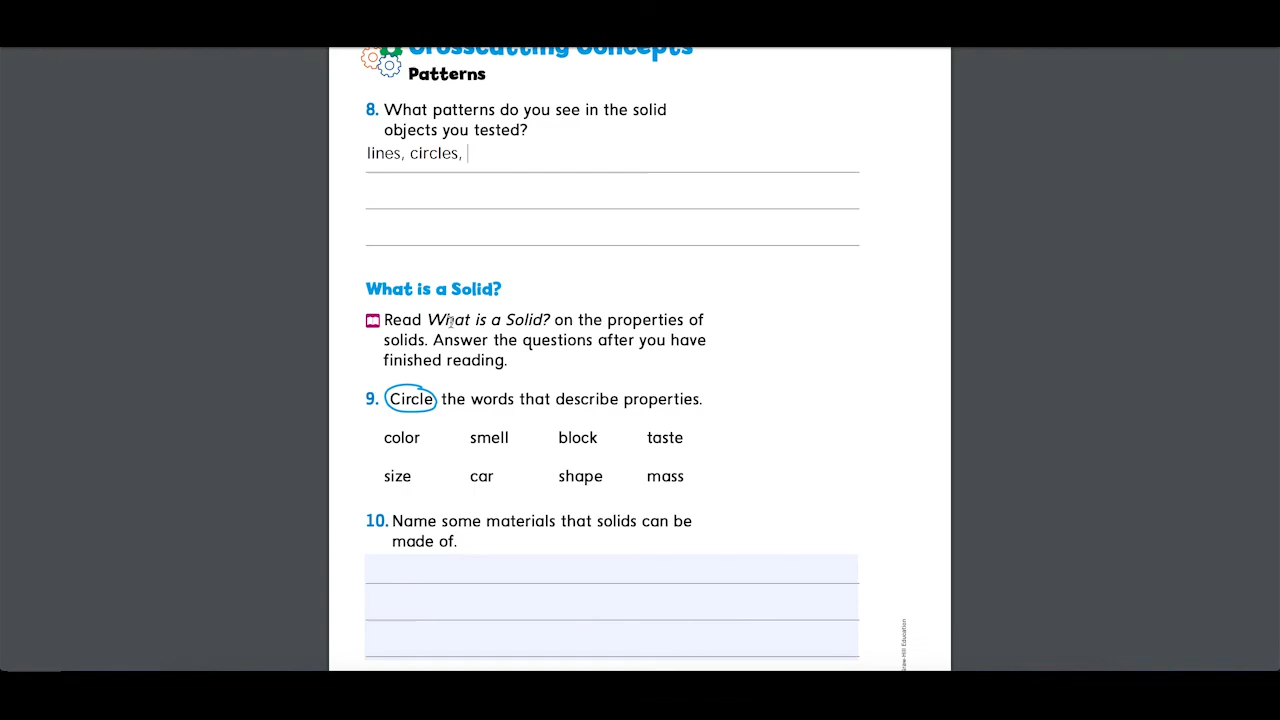 Crosscutting Concepts
Patterns
8. What patterns do you see in the solid
objects you tested?
lines, circles,
What is a Solid?
Read What is a Solid? on the properties of
solids. Answer the questions after you have
finished reading.
9. Circle the words that describe properties.
color smell block taste
size car shape mass
10. Name some materials that solids can be
made of.
Graw-Hill Education